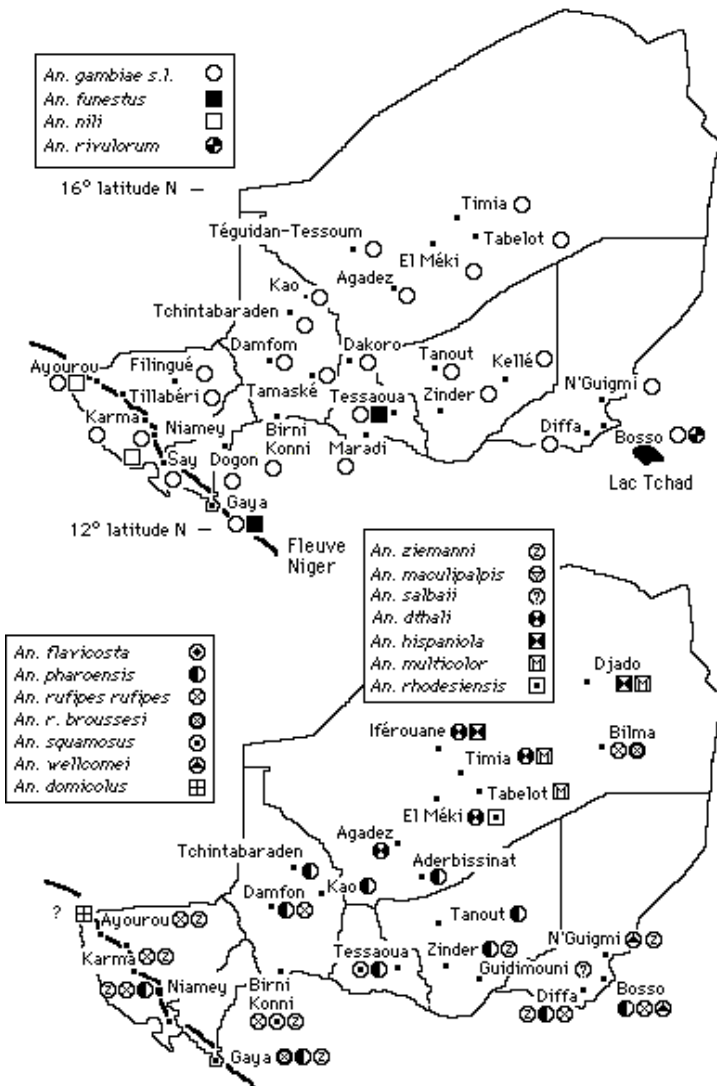 An. gambiae s.l.
An. funestus
An. nili
An. rivulorum
16° latitude N
Timia
Téguidan-Tessoum
Tabelot
El Méki
Agadez
Kao
Tchintabaraden
Damfom
Dakoro
Tanout
Kellé
Filingué
Ayourou
Tillabéri
Tamaské
Tessaoua
Zinder
N'Guigmi
Karma
Niamey
Birni
Konni
Maradi
Diffa
Bosso
Say
Dogon
Lac Tchad
Gaya
12° latitude N
Fleuve
Niger
An. ziemanni Z
An. maculipalpis
An. salbaii ?
An. dthali
An. hispaniola
An. multicolor M
An. rhodesiensis
An. flavicosta
An. pharoensis
An. rufipes rufipes
An. r. broussesi
An. squamosus
An. wellcomei
An. domicolus
Djado M
Bilma
Iférouane
Timia M
Tabelot M
El Méki
Agadez
Tchintabaraden
Aderbissinat
Kao
Damfon
? Ayourou Z
Tanout
Karma Z
Tessaoua
Zinder Z
N'Guigmi Z
Guidimouni ?
Z Niamey
Birni
Konni
Z
Diffa
Z
Bosso
Gaya Z